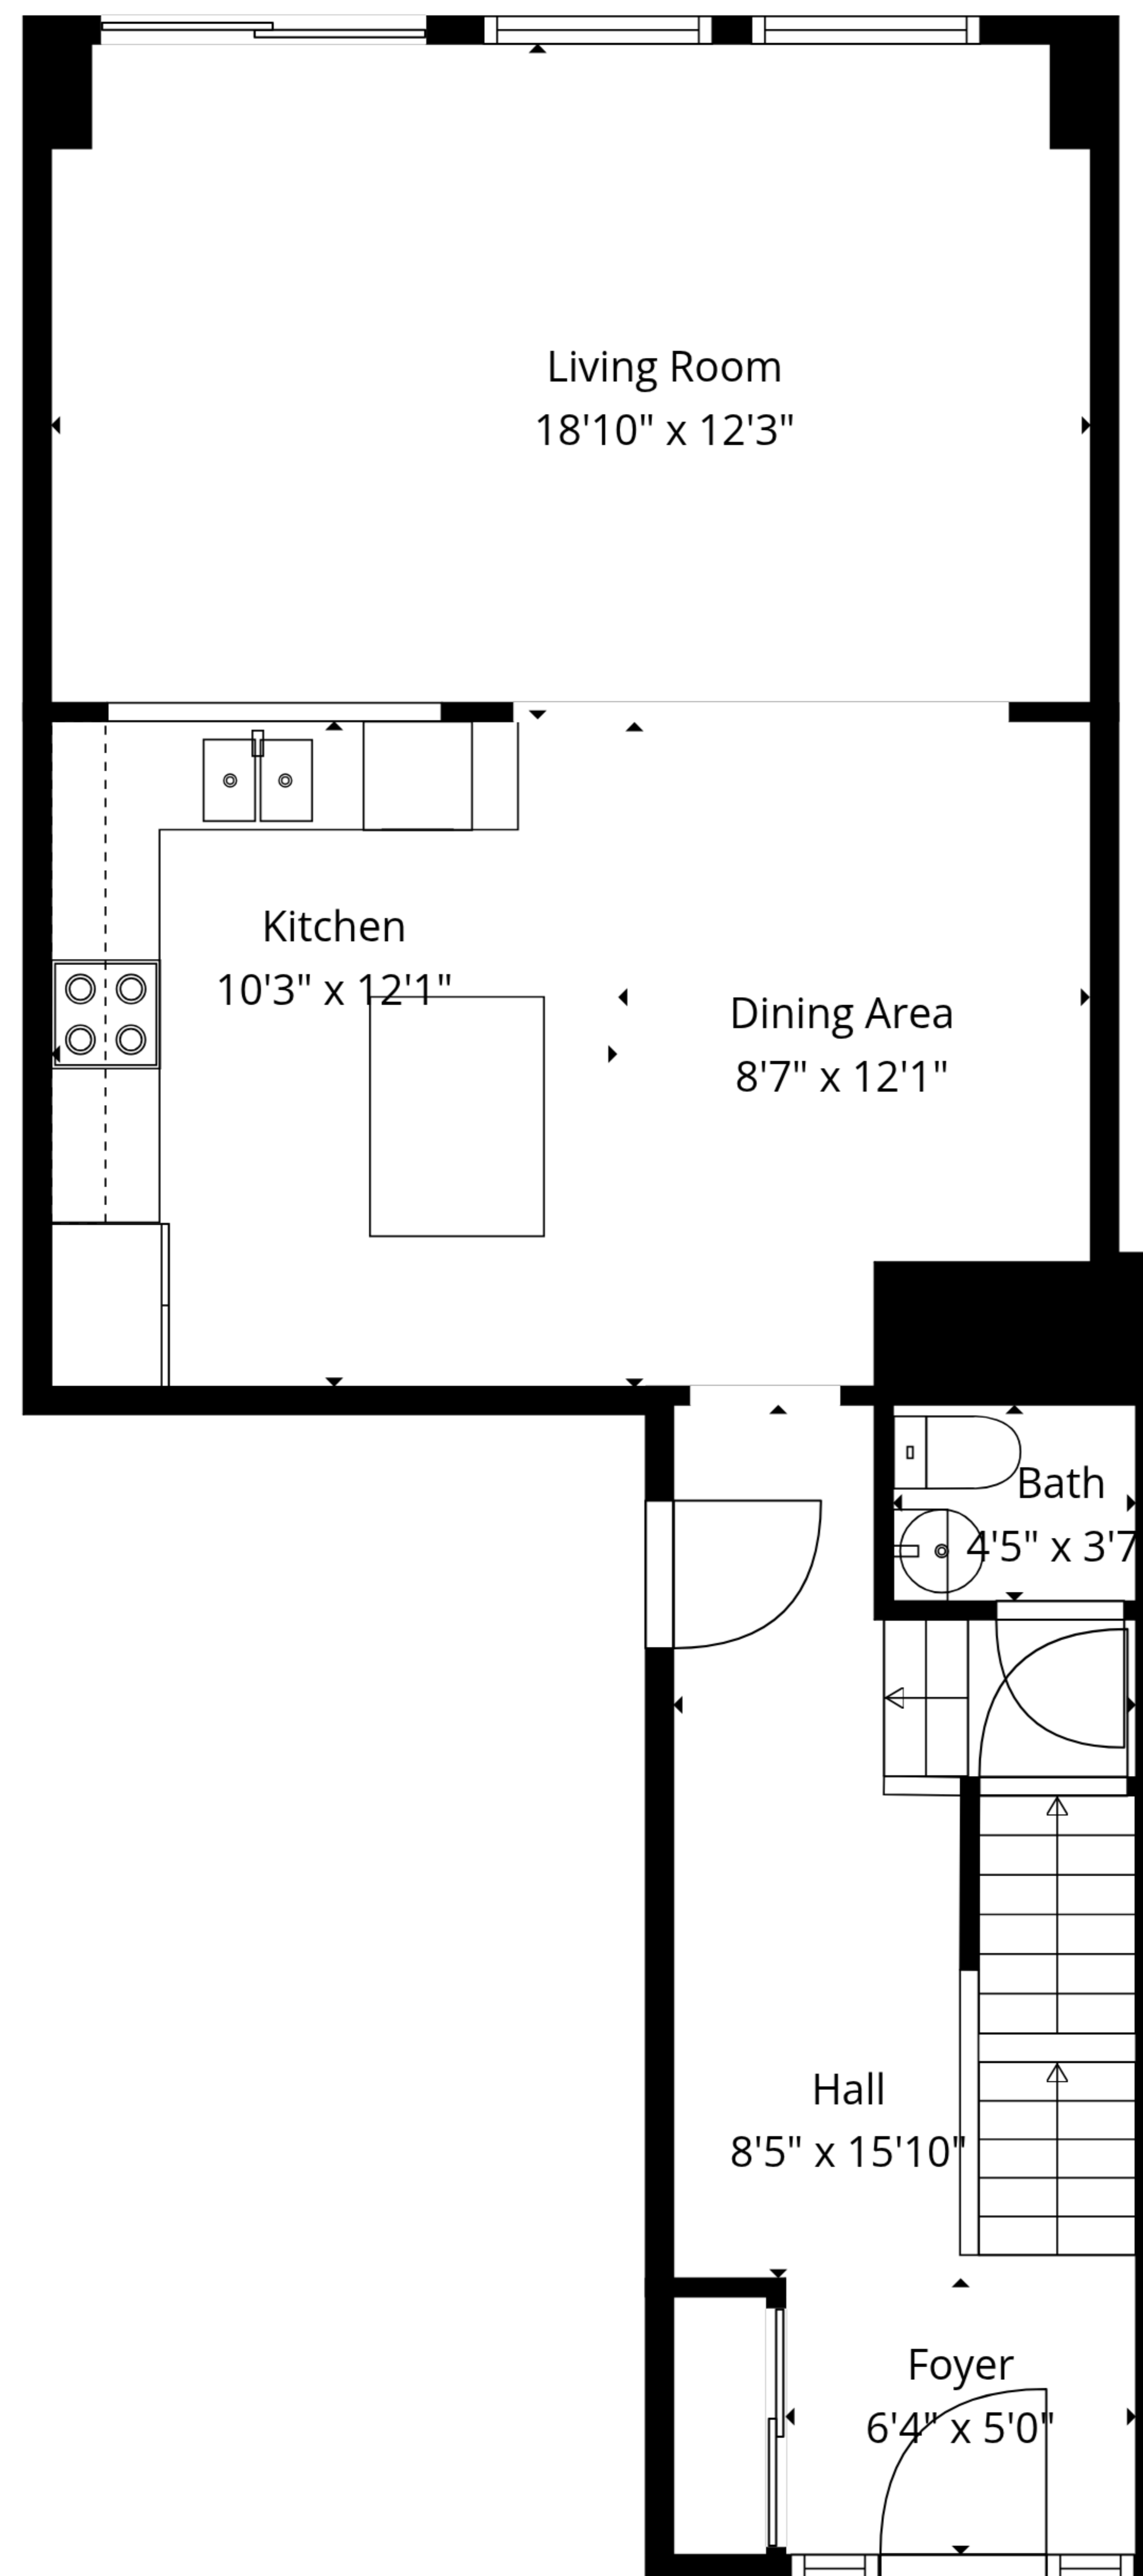 Living Room
18'10" x 12'3"
Kitchen
10'3" x 12'1"
Dining Area
8'7" x 12'1"
Bath
4'5" x 3'7
Hall
8'5" x 15'10"
Foyer
6'4" x 5'0"